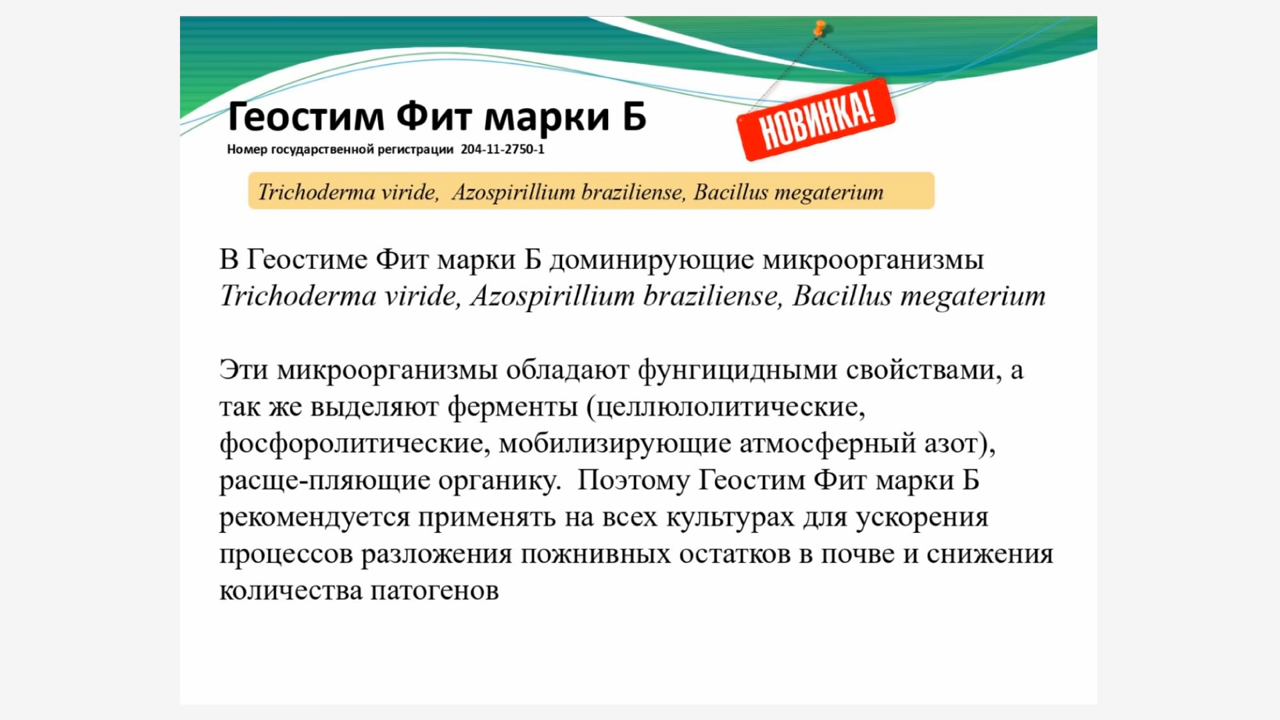 Геостим Фит марки Б
НОВИНКА!
Номер государственной регистрации 204-11-2750-1
Trichoderma viride, Azospirillium braziliense, Bacillus megaterium
В Геостиме Фит марки Б доминирующие микроорганизмы
Trichoderma viride, Azospirillium braziliense, Bacillus megaterium
Эти микроорганизмы обладают фунгицидными свойствами, а
так же выделяют ферменты (целлюлолитические,
фосфоролитические, мобилизирующие атмосферный азот),
расще-пляющие органику. Поэтому Геостим Фит марки Б
рекомендуется применять на всех культурах для ускорения
процессов разложения пожнивных остатков в почве и снижения
количества патогенов